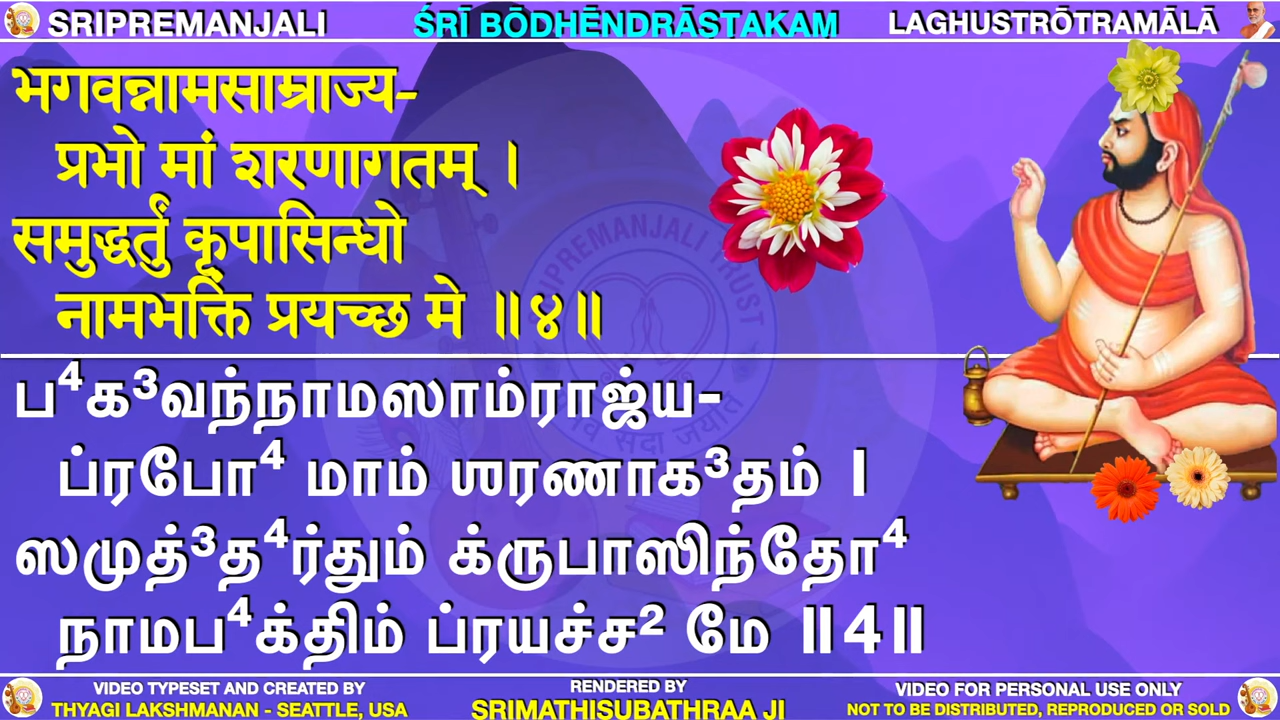 SRIPREMANJALI
ŚRĪ BŌDHĒNDRĀSTAKAM
LAGHUSTRŌTRAMĀLĀ
भगवन्नामसाम्राज्य-
प्रभो मां शरणागतम् ।
समुद्धर्तुं कृपासिन्धो
नामभक्तिं प्रयच्छ मे ॥४॥
ப⁴க³வந்நாமஸாம்ராஜ்ய-
ப்ரபோ⁴ மாம் ஶரணாக³தம் ।
ஸமுத்³த⁴ர்தும் க்ருபாஸிந்தோ⁴
நாமப⁴க்திம் ப்ரயச்ச² மே ॥4॥
SRIPREMANJALI TRUST
VIDEO TYPESET AND CREATED BY
THYAGI LAKSHMANAN - SEATTLE, USA
RENDERED BY
SRIMATHISUBATHRAA JI
VIDEO FOR PERSONAL USE ONLY
NOT TO BE DISTRIBUTED, REPRODUCED OR SOLD